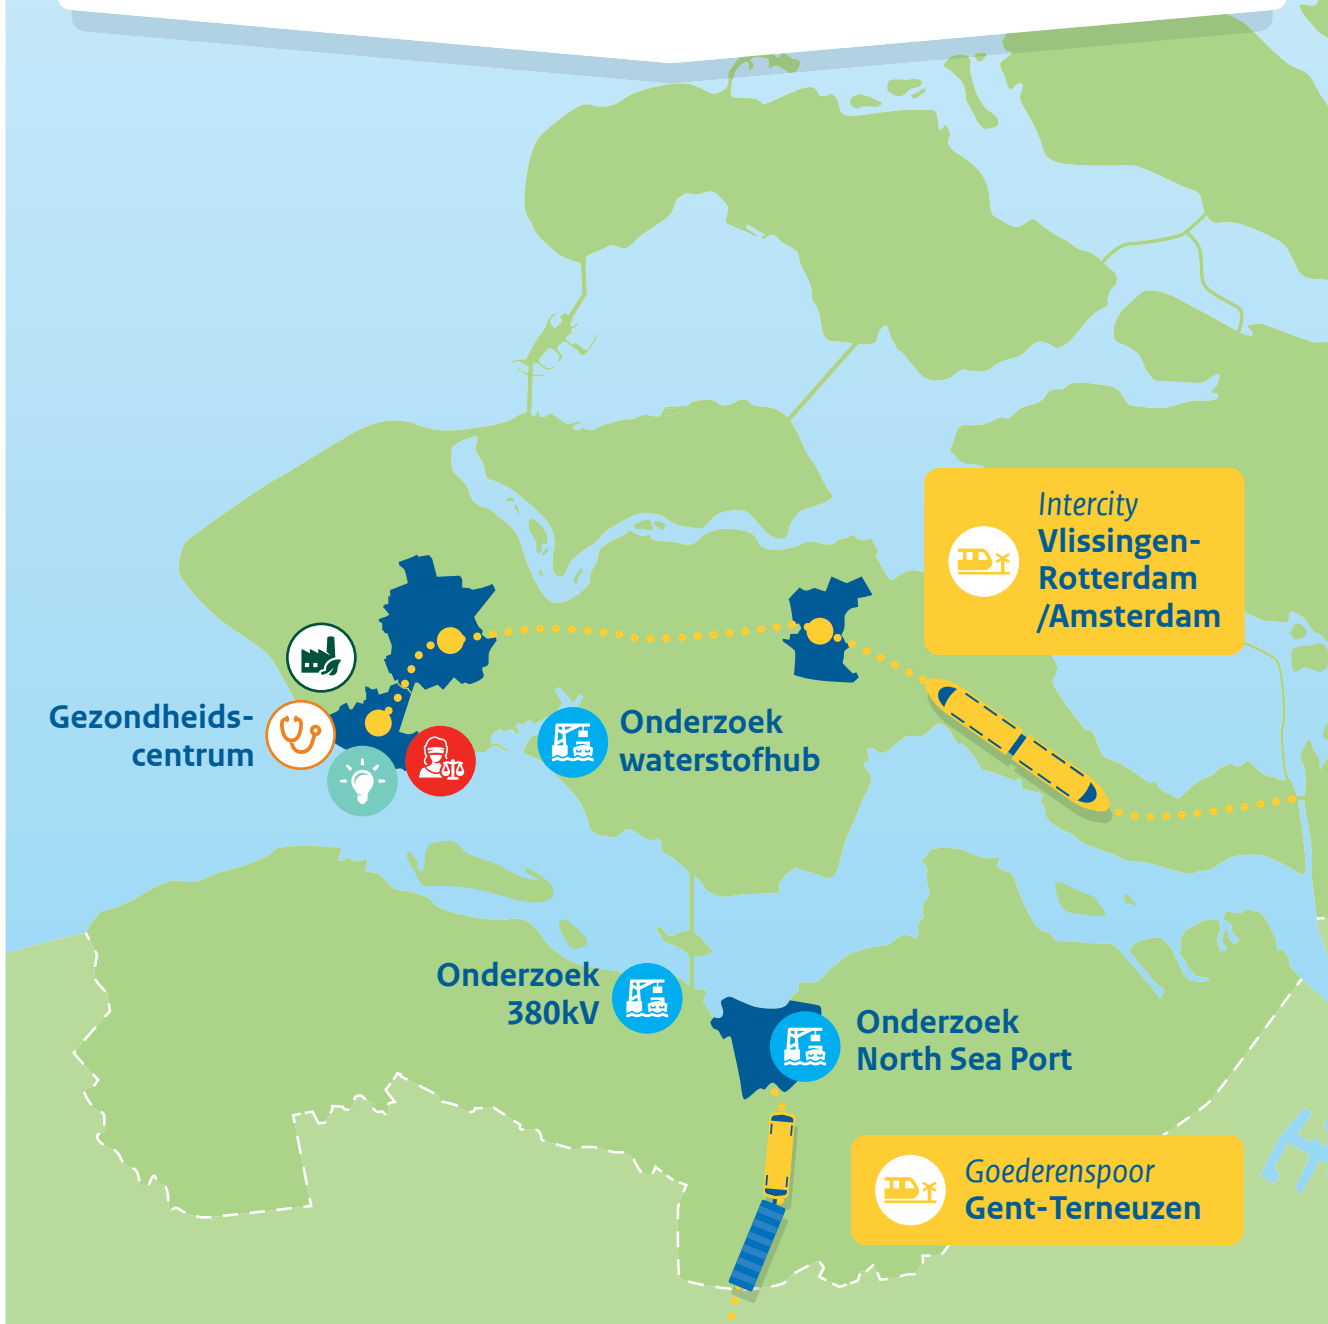 Intercity
Vlissingen-
Rotterdam
/Amsterdam
Gezondheids-
centrum
Onderzoek
waterstofhub
Onderzoek
380kV
Onderzoek
North Sea Port
Goederenspoor
Gent-Terneuzen